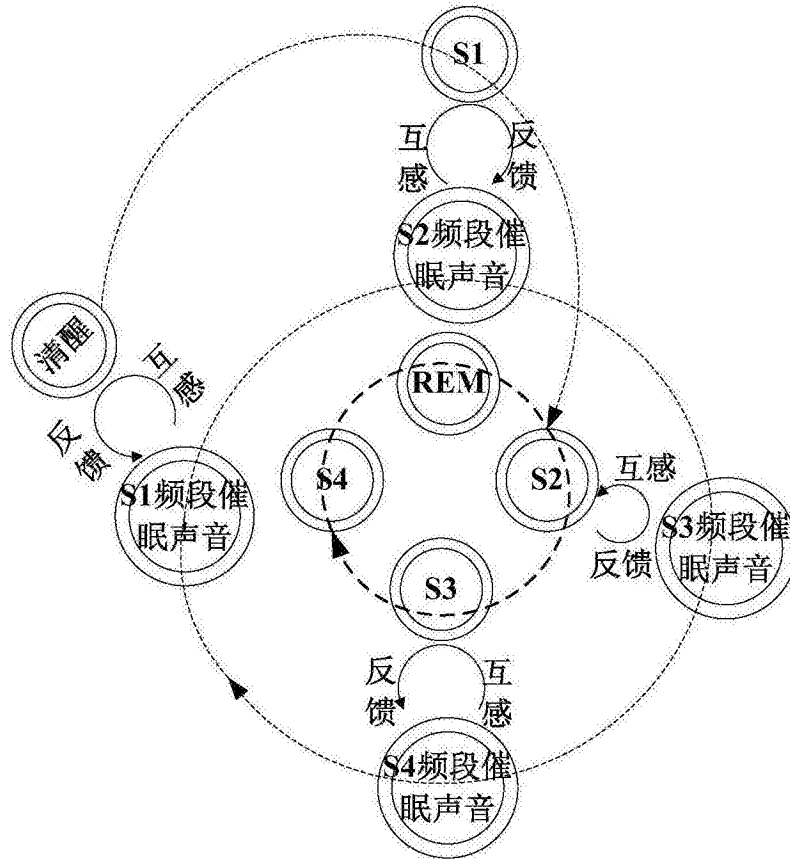 S1
互感
反馈
S2频段催
眠声音
清醒
互感
反馈
REM
S4
S2
互感
反馈
S1频段催
眠声音
S3频段催
眠声音
S3
反馈
互感
S4频段催
眠声音